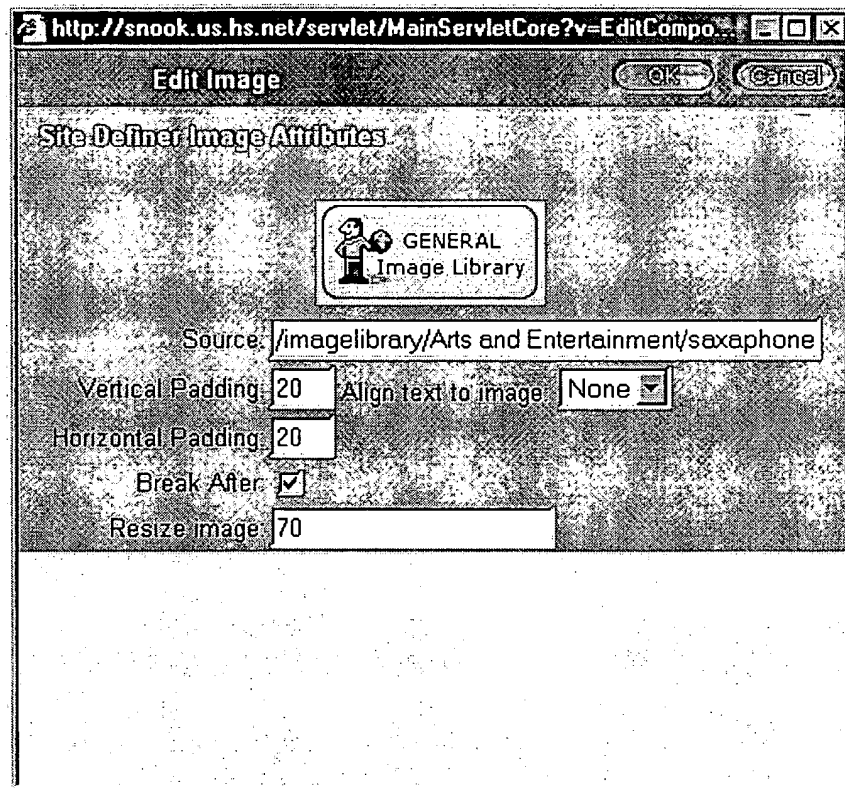 http://snook.us.hs.net/servlet/MainServletCore?v=EditCompo...
Edit Image OK Cancel
Site Definer Image Attributes
GENERAL
Image Library
Source: /imagelibrary/Arts and Entertainment/saxaphone
Vertical Padding: 20 Align text to image: None
Horizontal Padding: 20
Break After:
Resize image: 70